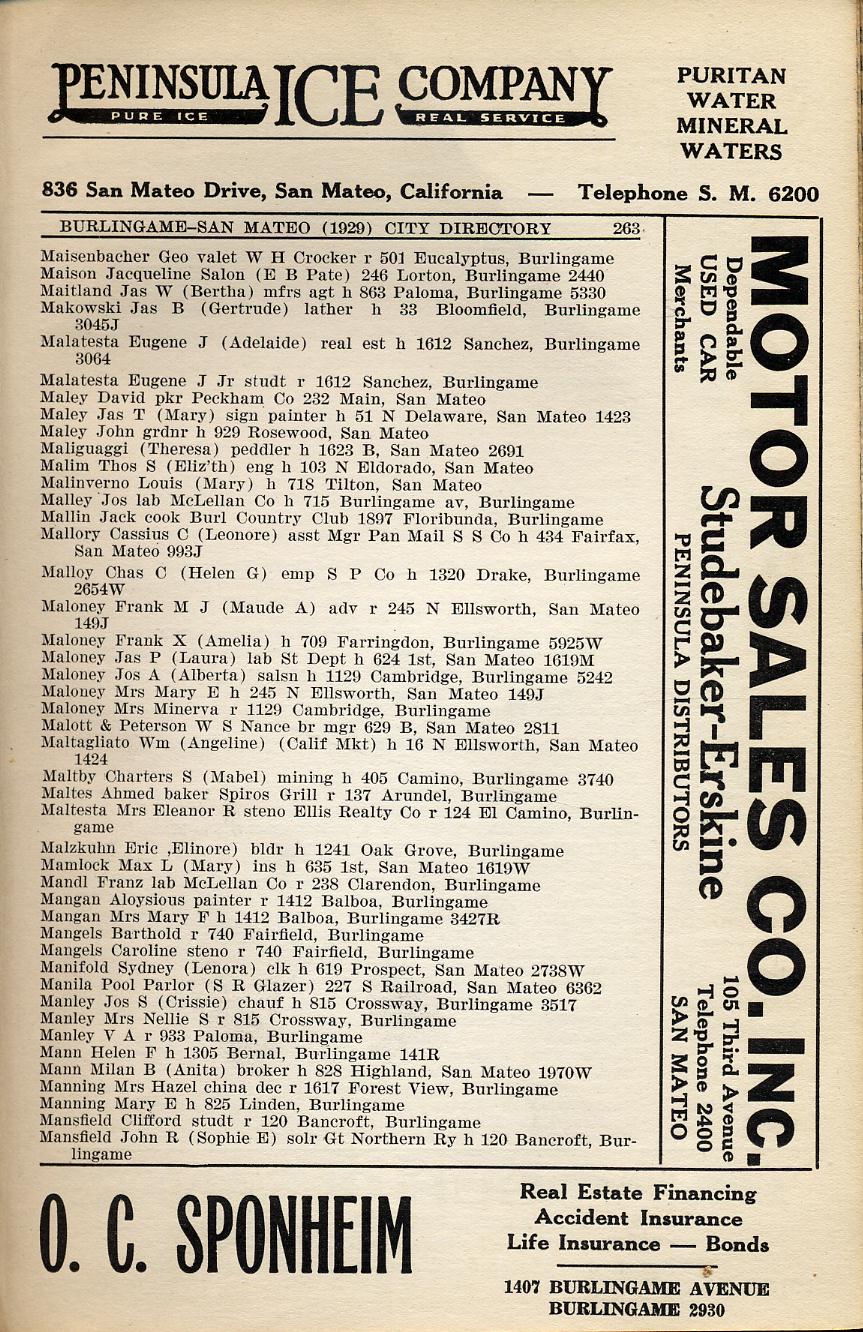 PENINSULA ICE COMPANY
PURE ICE
REAL SERVICE
PURITAN
WATER
MINERAL
WATERS
836 San Mateo Drive, San Mateo, California — Telephone S. M. 6200
BURLINGAME–SAN MATEO (1929) CITY DIRECTORY 263
Maisenbacher Geo valet W H Crocker r 501 Eucalyptus, Burlingame
Maison Jacqueline Salon (E B Pate) 246 Lorton, Burlingame 2440
Maitland Jas W (Bertha) mfrs agt h 863 Paloma, Burlingame 5330
Makowski Jas B (Gertrude) lather h 33 Bloomfield, Burlingame
3045J
Malatesta Eugene J (Adelaide) real est h 1612 Sanchez, Burlingame
3064
Malatesta Eugene J Jr studt r 1612 Sanchez, Burlingame
Maley David pkr Peckham Co 232 Main, San Mateo
Maley Jas T (Mary) sign painter h 51 N Delaware, San Mateo 1423
Maley John grdnr h 929 Rosewood, San Mateo
Maliguaggi (Theresa) peddler h 1623 B, San Mateo 2691
Malim Thos S (Eliz'th) eng h 103 N Eldorado, San Mateo
Malinverno Louis (Mary) h 718 Tilton, San Mateo
Malley Jos lab McLellan Co h 715 Burlingame av, Burlingame
Mallin Jack cook Burl Country Club 1897 Floribunda, Burlingame
Mallory Cassius C (Leonore) asst Mgr Pan Mail S S Co h 434 Fairfax,
San Mateo 993J
Malloy Chas C (Helen G) emp S P Co h 1320 Drake, Burlingame
2654W
Maloney Frank M J (Maude A) adv r 245 N Ellsworth, San Mateo
149J
Maloney Frank X (Amelia) h 709 Farringdon, Burlingame 5925W
Maloney Jas P (Laura) lab St Dept h 624 1st, San Mateo 1619M
Maloney Jos A (Alberta) salsn h 1129 Cambridge, Burlingame 5242
Maloney Mrs Mary E h 245 N Ellsworth, San Mateo 149J
Maloney Mrs Minerva r 1129 Cambridge, Burlingame
Malott & Peterson W S Nance br mgr 629 B, San Mateo 2811
Maltagliato Wm (Angeline) (Calif Mkt) h 16 N Ellsworth, San Mateo
1424
Maltby Charters S (Mabel) mining h 405 Camino, Burlingame 3740
Maltes Ahmed baker Spiros Grill r 137 Arundel, Burlingame
Maltesta Mrs Eleanor R steno Ellis Realty Co r 124 El Camino, Burlin-
game
Malzkuhn Eric ,Elinore) bldr h 1241 Oak Grove, Burlingame
Mamlock Max L (Mary) ins h 635 1st, San Mateo 1619W
Mandl Franz lab McLellan Co r 238 Clarendon, Burlingame
Mangan Aloysious painter r 1412 Balboa, Burlingame
Mangan Mrs Mary F h 1412 Balboa, Burlingame 3427R
Mangels Barthold r 740 Fairfield, Burlingame
Mangels Caroline steno r 740 Fairfield, Burlingame
Manifold Sydney (Lenora) clk h 619 Prospect, San Mateo 2738W
Manila Pool Parlor (S R Glazer) 227 S Railroad, San Mateo 6362
Manley Jos S (Crissie) chauf h 815 Crossway, Burlingame 3517
Manley Mrs Nellie S r 815 Crossway, Burlingame
Manley V A r 933 Paloma, Burlingame
Mann Helen F h 1305 Bernal, Burlingame 141R
Mann Milan B (Anita) broker h 828 Highland, San Mateo 1970W
Manning Mrs Hazel china dec r 1617 Forest View, Burlingame
Manning Mary E h 825 Linden, Burlingame
Mansfield Clifford studt r 120 Bancroft, Burlingame
Mansfield John R (Sophie E) solr Gt Northern Ry h 120 Bancroft, Bur-
lingame
MOTOR SALES CO. INC.
Dependable
USED CAR
Merchants
Studebaker-Erskine
PENINSULA DISTRIBUTORS
105 Third Avenue
Telephone 2400
SAN MATEO
O. C. SPONHEIM
Real Estate Financing
Accident Insurance
Life Insurance — Bonds
1407 BURLINGAME AVENUE
BURLINGAME 2930